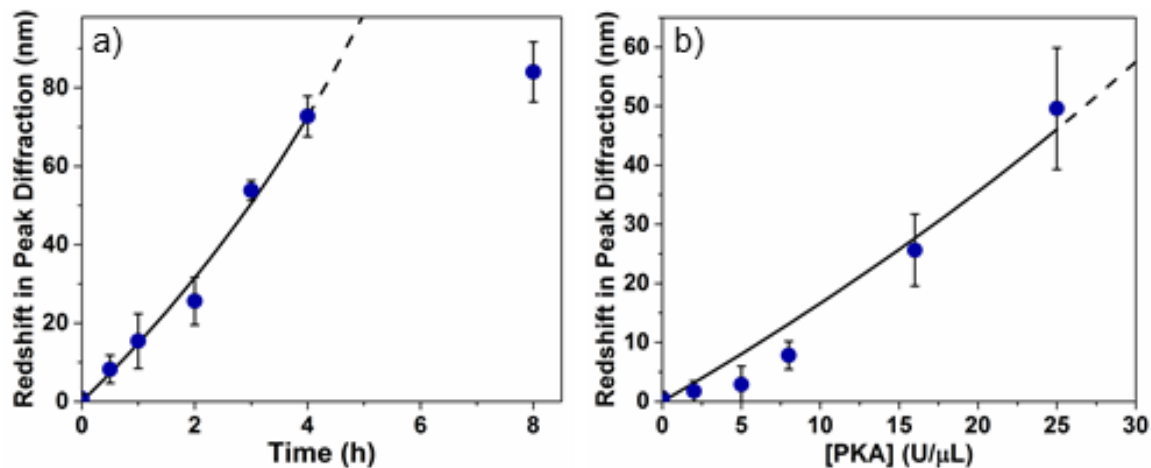 a)
Redshift in Peak Diffraction (nm)
80
60
40
20
0
0 2 4 6 8
Time (h)
b)
Redshift in Peak Diffraction (nm)
60
50
40
30
20
10
0
0 5 10 15 20 25 30
[PKA] (U/μL)